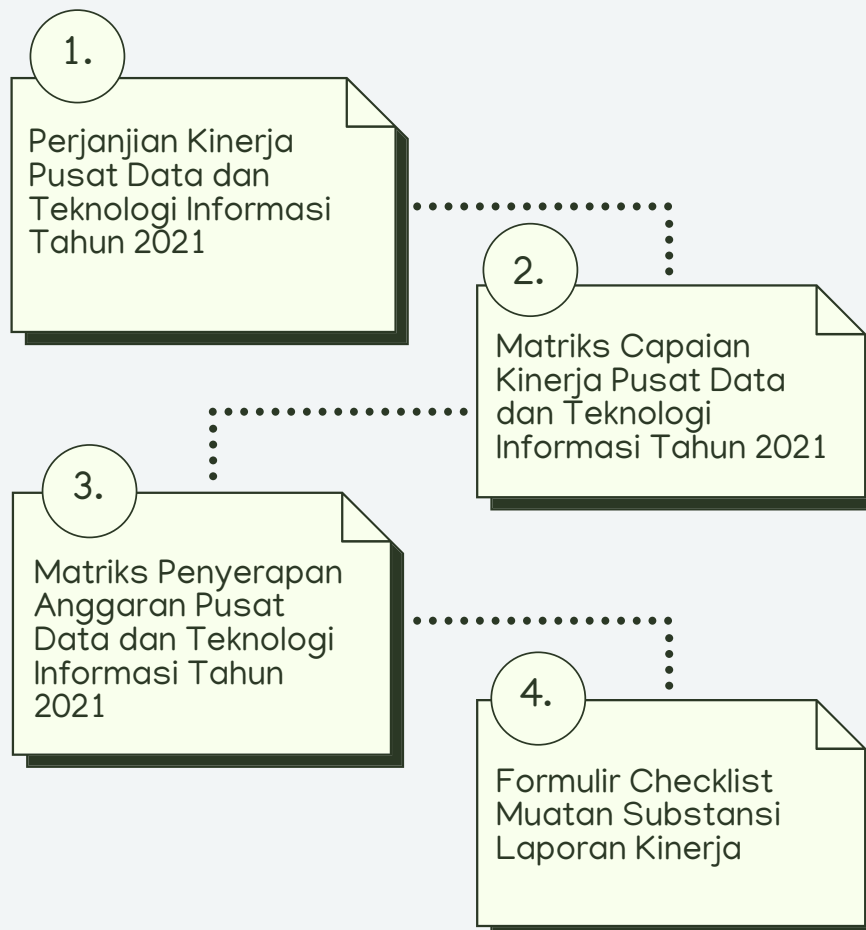 1.
Perjanjian Kinerja
Pusat Data dan
Teknologi Informasi
Tahun 2021
2.
Matriks Capaian
Kinerja Pusat Data
dan Teknologi
Informasi Tahun 2021
3.
Matriks Penyerapan
Anggaran Pusat
Data dan Teknologi
Informasi Tahun
2021
4.
Formulir Checklist
Muatan Substansi
Laporan Kinerja